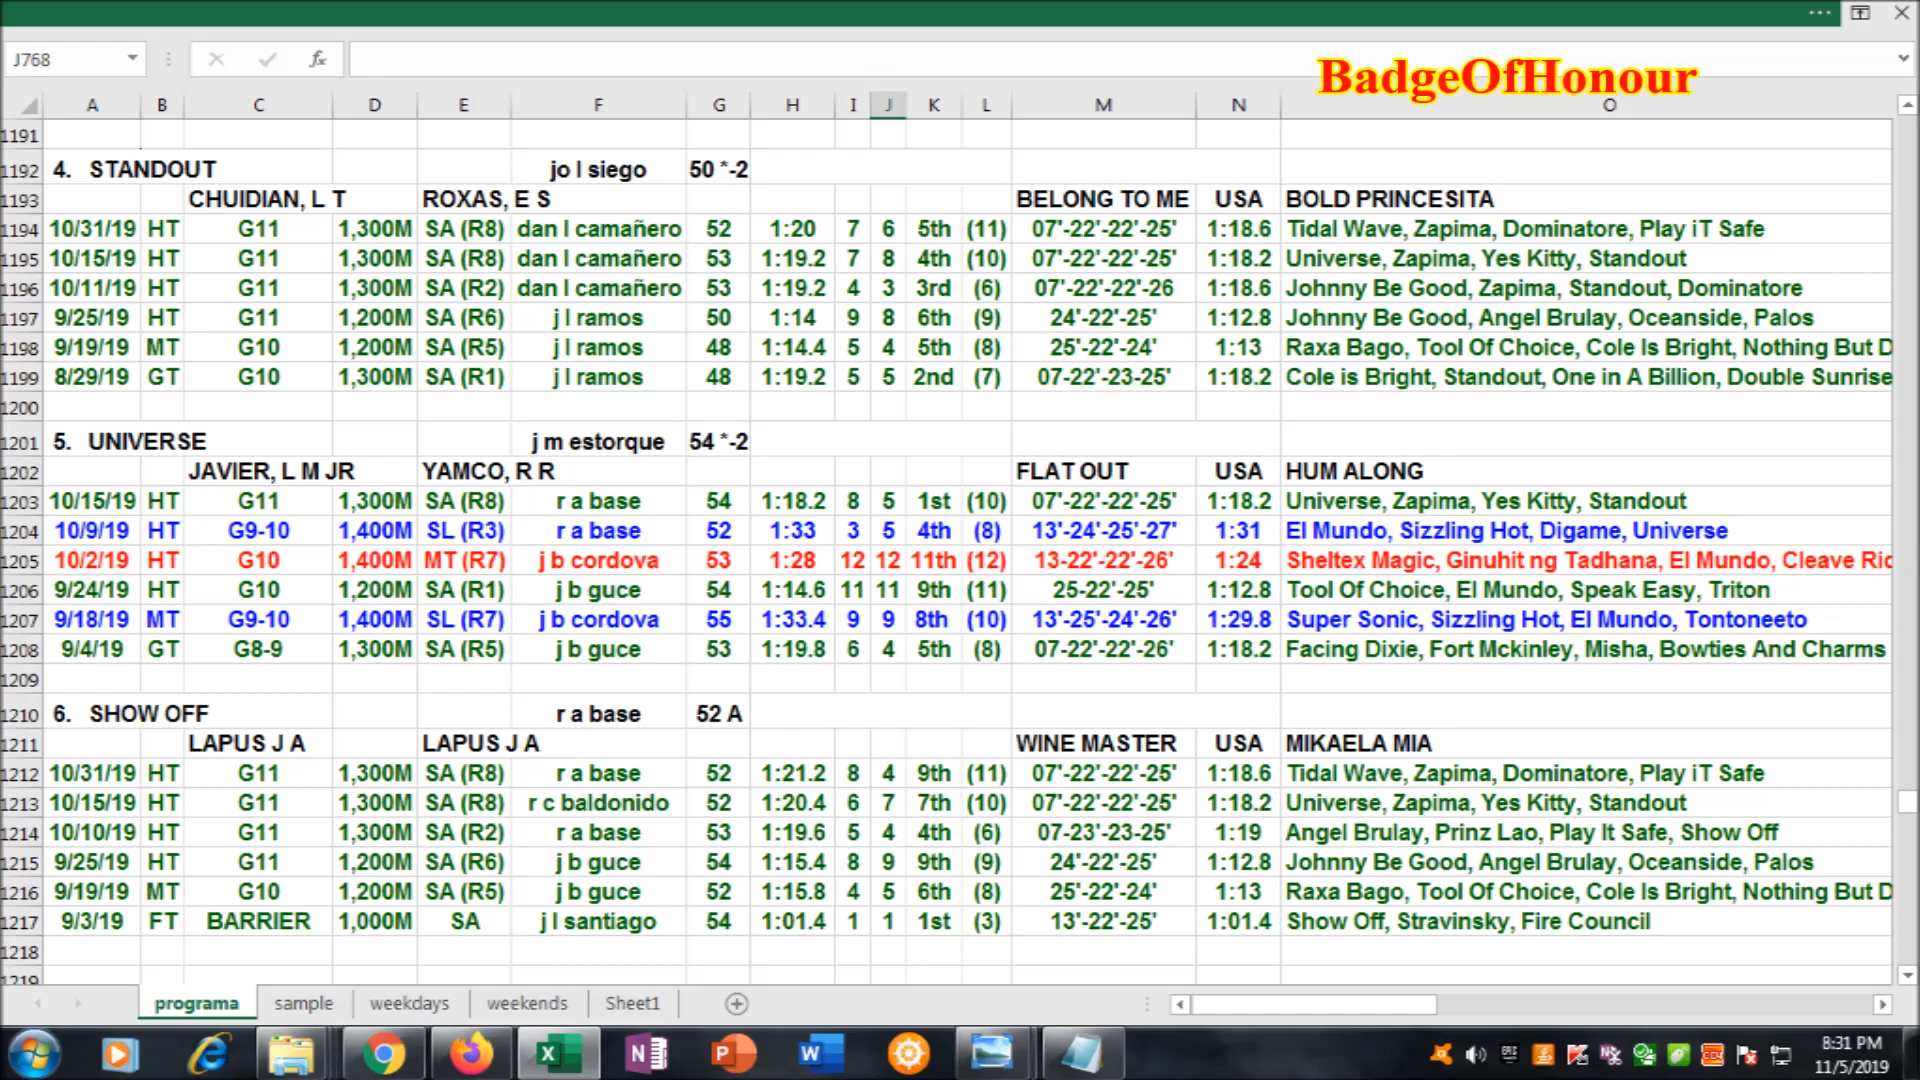 J768
fx
BadgeOfHonour
A B C D E F G H I J K L M N O
1191
1192 4. STANDOUT jo l siego 50 *-2
1193 CHUIDIAN, L T ROXAS, E S BELONG TO ME USA BOLD PRINCESITA
1194 10/31/19 HT G11 1,300M SA (R8) dan l camañero 52 1:20 7 6 5th (11) 07'-22'-22'-25' 1:18.6 Tidal Wave, Zapima, Dominatore, Play iT Safe
1195 10/15/19 HT G11 1,300M SA (R8) dan l camañero 53 1:19.2 7 8 4th (10) 07'-22'-22'-25' 1:18.2 Universe, Zapima, Yes Kitty, Standout
1196 10/11/19 HT G11 1,300M SA (R2) dan l camañero 53 1:19.2 4 3 3rd (6) 07'-22'-22'-26 1:18.6 Johnny Be Good, Zapima, Standout, Dominatore
1197 9/25/19 HT G11 1,200M SA (R6) j l ramos 50 1:14 9 8 6th (9) 24'-22'-25' 1:12.8 Johnny Be Good, Angel Brulay, Oceanside, Palos
1198 9/19/19 MT G10 1,200M SA (R5) j l ramos 48 1:14.4 5 4 5th (8) 25'-22'-24' 1:13 Raxa Bago, Tool Of Choice, Cole Is Bright, Nothing But D
1199 8/29/19 GT G10 1,300M SA (R1) j l ramos 48 1:19.2 5 5 2nd (7) 07-22'-23-25' 1:18.2 Cole is Bright, Standout, One in A Billion, Double Sunrise
1200
1201 5. UNIVERSE j m estorque 54 *-2
1202 JAVIER, L M JR YAMCO, R R FLAT OUT USA HUM ALONG
1203 10/15/19 HT G11 1,300M SA (R8) r a base 54 1:18.2 8 5 1st (10) 07'-22'-22'-25' 1:18.2 Universe, Zapima, Yes Kitty, Standout
1204 10/9/19 HT G9-10 1,400M SL (R3) r a base 52 1:33 3 5 4th (8) 13'-24'-25'-27' 1:31 El Mundo, Sizzling Hot, Digame, Universe
1205 10/2/19 HT G10 1,400M MT (R7) j b cordova 53 1:28 12 12 11th (12) 13-22'-22'-26' 1:24 Sheltex Magic, Ginuhit ng Tadhana, El Mundo, Cleave Ric
1206 9/24/19 HT G10 1,200M SA (R1) j b guce 54 1:14.6 11 11 9th (11) 25-22'-25' 1:12.8 Tool Of Choice, El Mundo, Speak Easy, Triton
1207 9/18/19 MT G9-10 1,400M SL (R7) j b cordova 55 1:33.4 9 9 8th (10) 13'-25'-24'-26' 1:29.8 Super Sonic, Sizzling Hot, El Mundo, Tontoneeto
1208 9/4/19 GT G8-9 1,300M SA (R5) j b guce 53 1:19.8 6 4 5th (8) 07-22'-22'-26' 1:18.2 Facing Dixie, Fort Mckinley, Misha, Bowties And Charms
1209
1210 6. SHOW OFF r a base 52 A
1211 LAPUS J A LAPUS J A WINE MASTER USA MIKAELA MIA
1212 10/31/19 HT G11 1,300M SA (R8) r a base 52 1:21.2 8 4 9th (11) 07'-22'-22'-25' 1:18.6 Tidal Wave, Zapima, Dominatore, Play iT Safe
1213 10/15/19 HT G11 1,300M SA (R8) r c baldonido 52 1:20.4 6 7 7th (10) 07'-22'-22'-25' 1:18.2 Universe, Zapima, Yes Kitty, Standout
1214 10/10/19 HT G11 1,300M SA (R2) r a base 53 1:19.6 5 4 4th (6) 07-23'-23-25' 1:19 Angel Brulay, Prinz Lao, Play It Safe, Show Off
1215 9/25/19 HT G11 1,200M SA (R6) j b guce 54 1:15.4 8 9 9th (9) 24'-22'-25' 1:12.8 Johnny Be Good, Angel Brulay, Oceanside, Palos
1216 9/19/19 MT G10 1,200M SA (R5) j b guce 52 1:15.8 4 5 6th (8) 25'-22'-24' 1:13 Raxa Bago, Tool Of Choice, Cole Is Bright, Nothing But D
1217 9/3/19 FT BARRIER 1,000M SA j l santiago 54 1:01.4 1 1 1st (3) 13'-22'-25' 1:01.4 Show Off, Stravinsky, Fire Council
1218
1219
programa sample weekdays weekends Sheet1
8:31 PM
11/5/2019